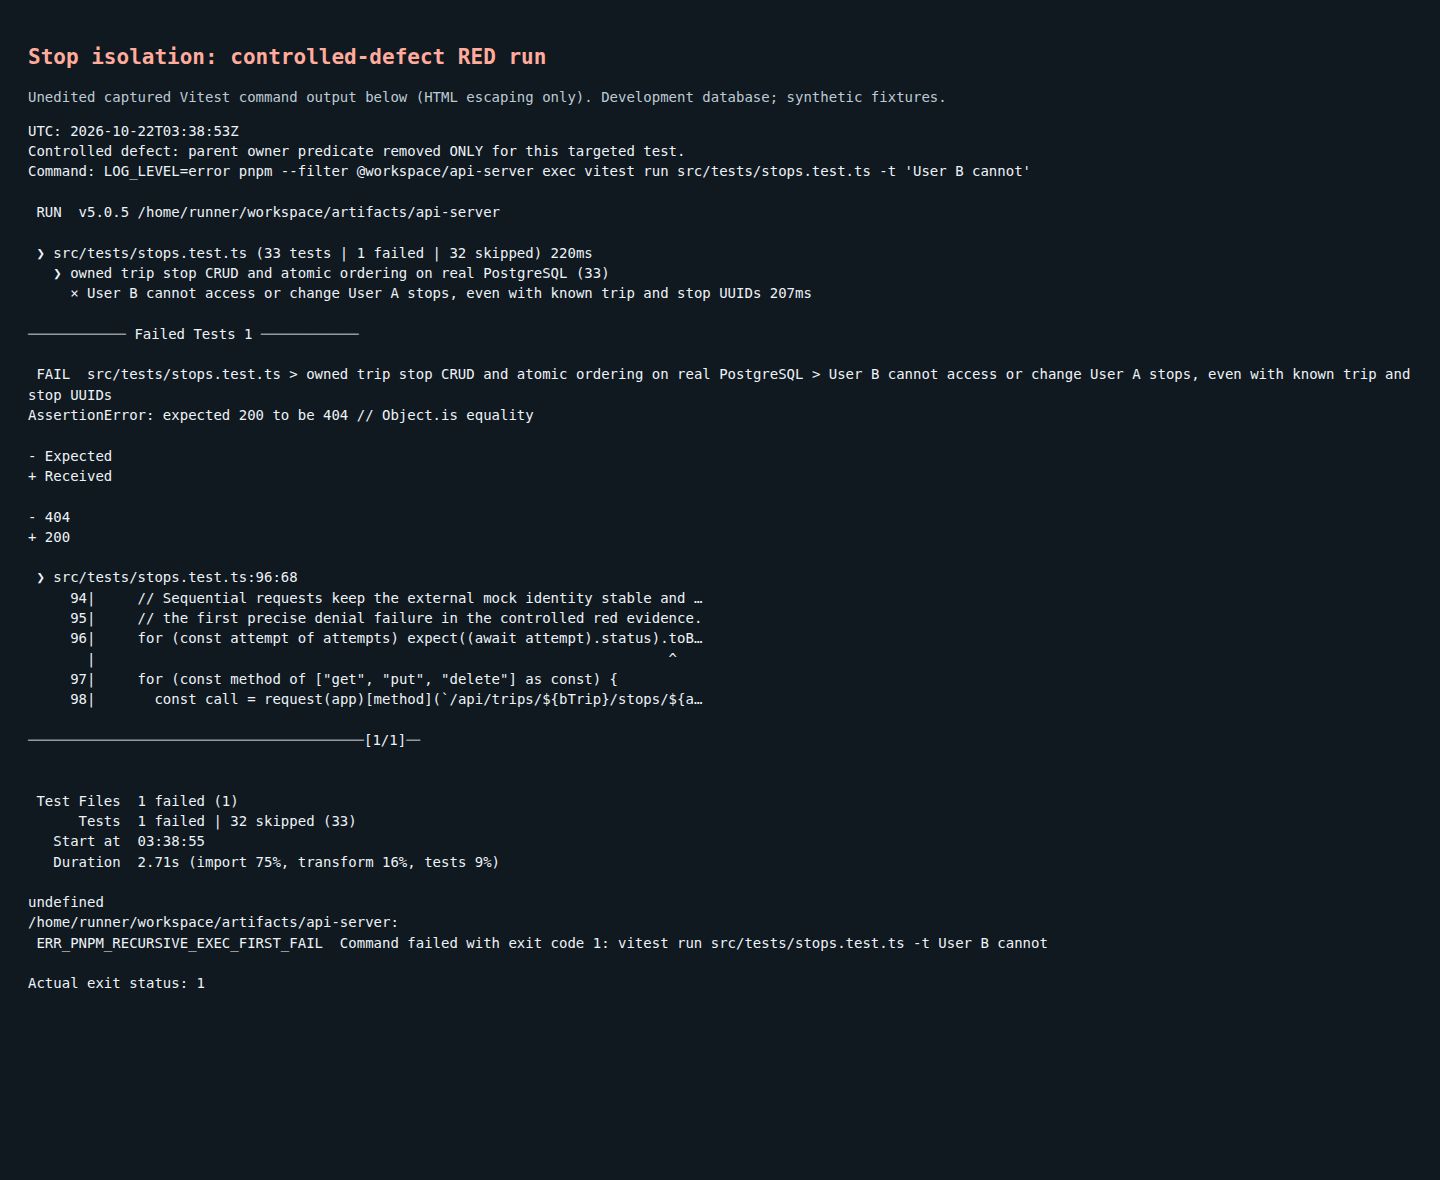 Stop isolation: controlled-defect RED run
Unedited captured Vitest command output below (HTML escaping only). Development database; synthetic fixtures.
UTC: 2026-10-22T03:38:53Z
Controlled defect: parent owner predicate removed ONLY for this targeted test.
Command: LOG_LEVEL=error pnpm --filter @workspace/api-server exec vitest run src/tests/stops.test.ts -t 'User B cannot'
RUN  v5.0.5 /home/runner/workspace/artifacts/api-server
❯ src/tests/stops.test.ts (33 tests | 1 failed | 32 skipped) 220ms
❯ owned trip stop CRUD and atomic ordering on real PostgreSQL (33)
× User B cannot access or change User A stops, even with known trip and stop UUIDs 207ms
──────────── Failed Tests 1 ────────────
FAIL  src/tests/stops.test.ts > owned trip stop CRUD and atomic ordering on real PostgreSQL > User B cannot access or change User A stops, even with known trip and
stop UUIDs
AssertionError: expected 200 to be 404 // Object.is equality
- Expected
+ Received
- 404
+ 200
❯ src/tests/stops.test.ts:96:68
94|     // Sequential requests keep the external mock identity stable and …
95|     // the first precise denial failure in the controlled red evidence.
96|     for (const attempt of attempts) expect((await attempt).status).toB…
|                                                                    ^
97|     for (const method of ["get", "put", "delete"] as const) {
98|       const call = request(app)[method](`/api/trips/${bTrip}/stops/${a…
────────────────────────────────────────[1/1]──
Test Files  1 failed (1)
Tests  1 failed | 32 skipped (33)
Start at  03:38:55
Duration  2.71s (import 75%, transform 16%, tests 9%)
undefined
/home/runner/workspace/artifacts/api-server:
ERR_PNPM_RECURSIVE_EXEC_FIRST_FAIL  Command failed with exit code 1: vitest run src/tests/stops.test.ts -t User B cannot
Actual exit status: 1